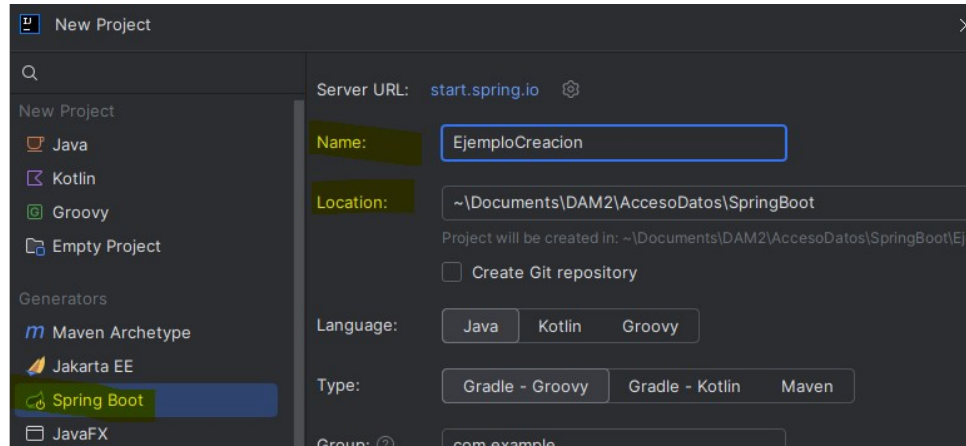 New Project
Server URL: start.spring.io
New Project
Name: EjemploCreacion
Java
Kotlin
Location: ~\Documents\DAM2\AccesoDatos\SpringBoot
Groovy
Project will be created in: ~\Documents\DAM2\AccesoDatos\SpringBoot\Ej
Empty Project
Create Git repository
Generators
Language: Java Kotlin Groovy
Maven Archetype
Jakarta EE
Type: Gradle - Groovy Gradle - Kotlin Maven
Spring Boot
JavaFX
Group: com.example